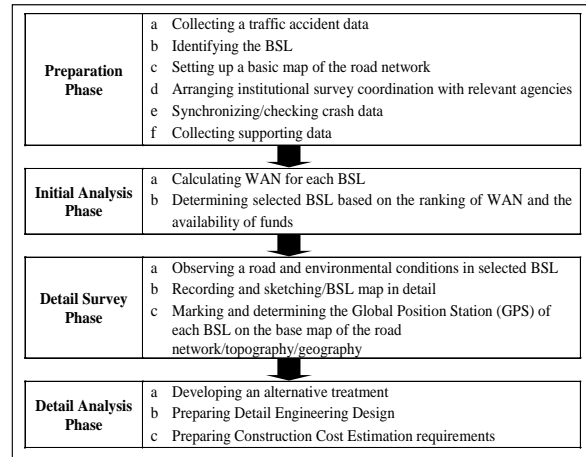 Preparation
Phase
a Collecting a traffic accident data
b Identifying the BSL
c Setting up a basic map of the road network
d Arranging institutional survey coordination with relevant agencies
e Synchronizing/checking crash data
f Collecting supporting data
Initial Analysis
Phase
a Calculating WAN for each BSL
b Determining selected BSL based on the ranking of WAN and the
availability of funds
Detail Survey
Phase
a Observing a road and environmental conditions in selected BSL
b Recording and sketching/BSL map in detail
c Marking and determining the Global Position Station (GPS) of
each BSL on the base map of the road
network/topography/geography
Detail Analysis
Phase
a Developing an alternative treatment
b Preparing Detail Engineering Design
c Preparing Construction Cost Estimation requirements